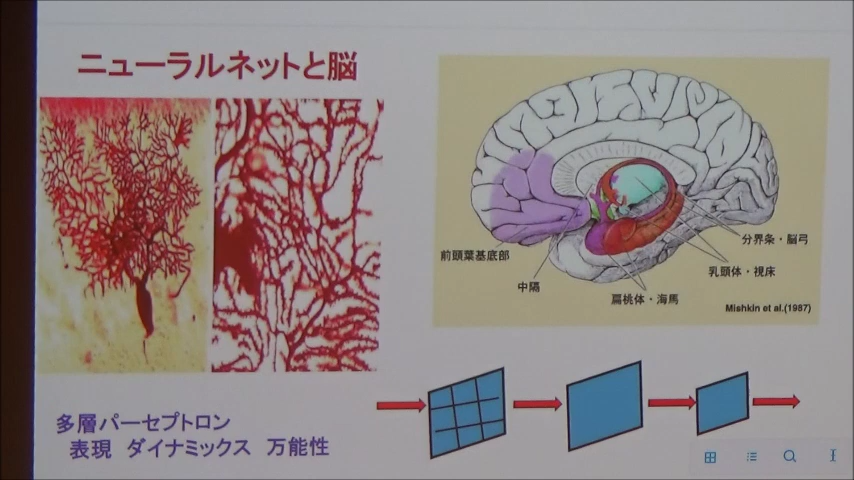 ニューラルネットと脳
前頭葉基底部
中隔
扁桃体・海馬
乳頭体・視床
分界条・脳弓
Mishkin et al.(1987)
多層パーセプトロン
表現 ダイナミックス 万能性